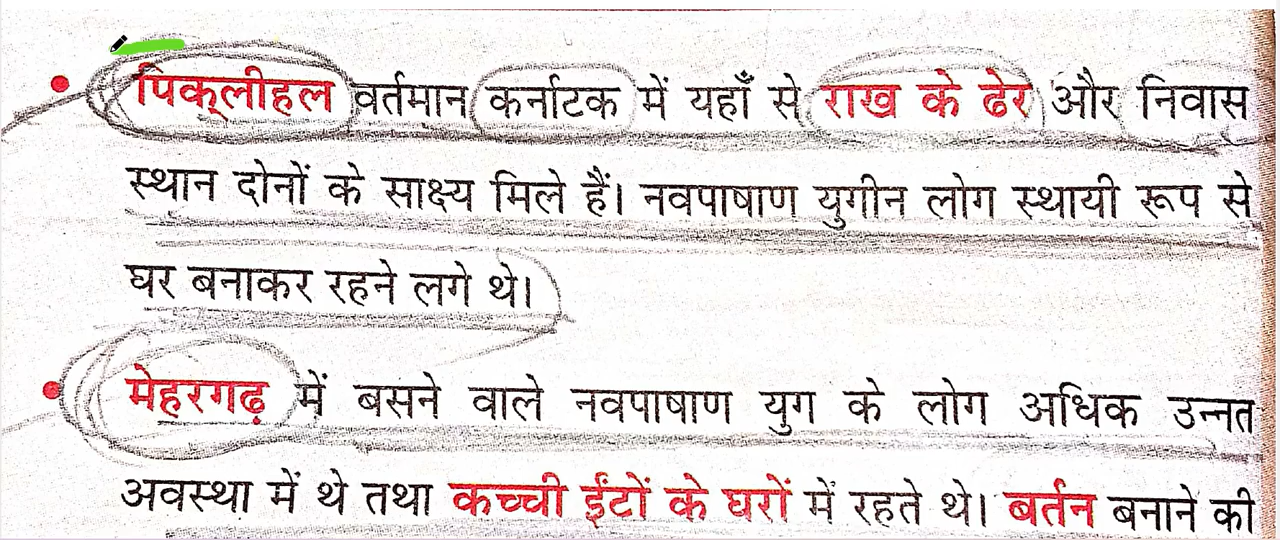 • पिक्लीहल वर्तमान कर्नाटक में यहाँ से राख के ढेर और निवास
स्थान दोनों के साक्ष्य मिले हैं। नवपाषाण युगीन लोग स्थायी रूप से
घर बनाकर रहने लगे थे।
• मेहरगढ़ में बसने वाले नवपाषाण युग के लोग अधिक उन्नत
अवस्था में थे तथा कच्ची ईंटों के घरों में रहते थे। बर्तन बनाने की